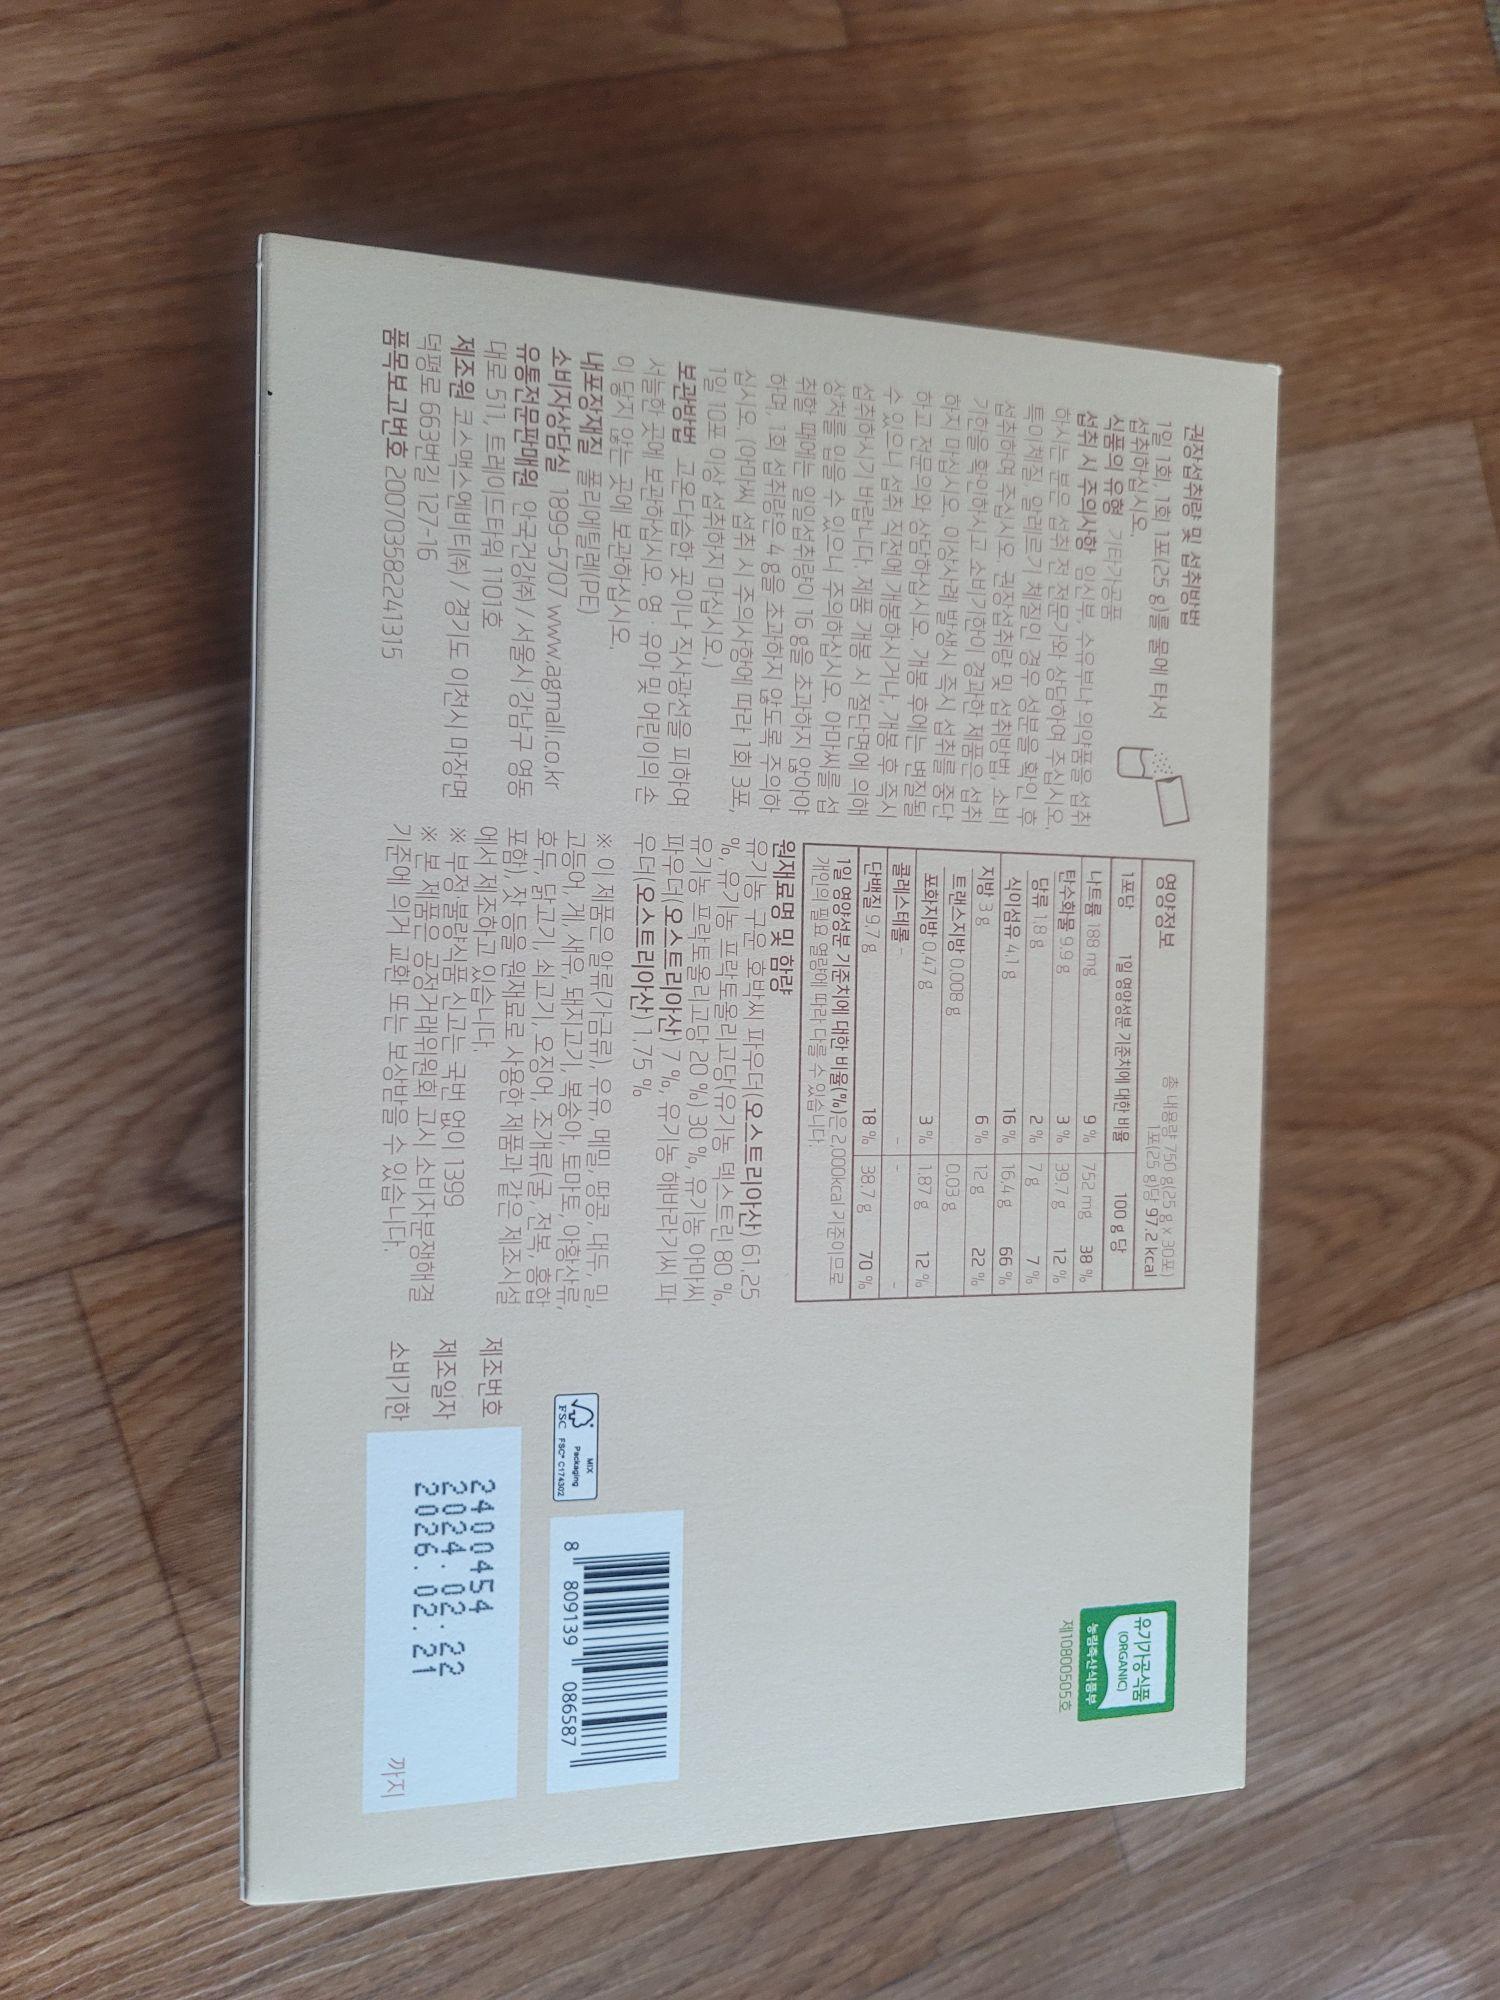 권장섭취량 및 섭취방법
1일 1회, 1회 1포(25 g)를 물에 타서
섭취하십시오.
식품의 유형 기타가공품
섭취 시 주의사항 임산부, 수유부나 의약품을 섭취
하시는 분은 섭취 전 전문가와 상담하여 주십시오.
특이체질, 알레르기 체질인 경우 성분을 확인 후
섭취하여 주십시오. 권장섭취량 및 섭취방법, 소비
기한을 확인하시고 소비기한이 경과한 제품은 섭취
하지 마십시오. 이상사례 발생시 즉시 섭취를 중단
하고 전문의와 상담하십시오. 개봉 후에는 변질될
수 있으니 섭취 직전에 개봉하시거나, 개봉 후 즉시
섭취하시기 바랍니다. 제품 개봉 시 절단면에 의해
상처를 입을 수 있으니 주의하십시오. 아마씨를 섭
취할 때에는 일일섭취량이 16 g을 초과하지 않아야
하며, 1회 섭취량은 4 g을 초과하지 않도록 주의하
십시오. (아마씨 섭취 시 주의사항에 따라 1회 3포,
1일 10포 이상 섭취하지 마십시오.)
보관방법 고온다습한 곳이나 직사광선을 피하여
서늘한 곳에 보관하십시오. 영·유아 및 어린이의 손
이 닿지 않는 곳에 보관하십시오.
내포장재질 폴리에틸렌(PE)
소비자상담실 1899-5707 www.agmall.co.kr
유통전문판매원 안국건강㈜ / 서울시 강남구 영동
대로 511, 트레이드타워 1101호
제조원 코스맥스엔비티㈜ / 경기도 이천시 마장면
덕평로 663번길 127-16
품목보고번호 20070358224131​5
영양정보
총 내용량 750 g(25 g x 30포)
1포(25 g)당 97.2 kcal
1포당 1일 영양성분 기준치에 대한 비율 100 g 당
나트륨 188 mg 9 % 752 mg 38 %
탄수화물 9.9 g 3 % 39.7 g 12 %
당류 1.8 g 2 % 7 g 7 %
식이섬유 4.1 g 16 % 16.4 g 66 %
지방 3 g 6 % 12 g 22 %
트랜스지방 0.008 g 0.03 g
포화지방 0.47 g 3 % 1.87 g 12 %
콜레스테롤 - - - -
단백질 9.7 g 18 % 38.7 g 70 %
1일 영양성분 기준치에 대한 비율(%)은 2,000kcal 기준이므로
개인의 필요 열량에 따라 다를 수 있습니다.
원재료명 및 함량
유기농 구운 호박씨 파우더(오스트리아산) 61.25
%, 유기농 프락토올리고당(유기농 덱스트린 80 %,
유기농 프락토올리고당 20 %) 30 %, 유기농 아마씨
파우더(오스트리아산) 7 %, 유기농 해바라기씨 파
우더(오스트리아산) 1.75 %
※ 이 제품은 알류(가금류), 우유, 메밀, 땅콩, 대두, 밀,
고등어, 게, 새우, 돼지고기, 복숭아, 토마토, 아황산류,
호두, 닭고기, 쇠고기, 오징어, 조개류(굴, 전복, 홍합
포함), 잣 등을 원재료로 사용한 제품과 같은 제조시설
에서 제조하고 있습니다.
※ 부정·불량식품 신고는 국번 없이 1399
※ 본 제품은 공정거래위원회 고시 소비자분쟁해결
기준에 의거 교환 또는 보상받을 수 있습니다.
유기가공식품
(ORGANIC)
농림축산식품부
제10800505호
FSC
MIX
Packaging
FSC® C174302
8 809139 086587
제조번호 2400454
제조일자 2024.02.22
소비기한 2026.02.21 까지